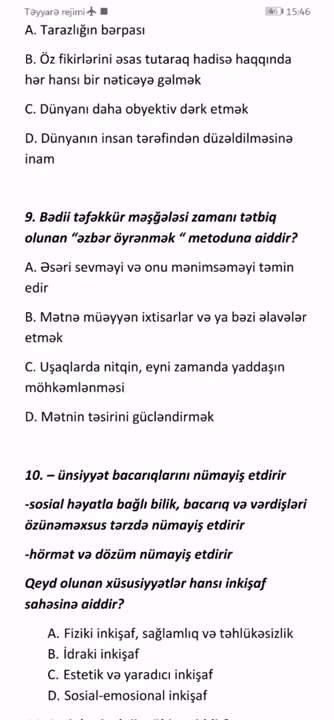 Təyyarə rejimi 46 15:46
A. Tarazlığın bərpası
B. Öz fikirlərini əsas tutaraq hadisə haqqında
hər hansı bir nəticəyə gəlmək
C. Dünyanı daha obyektiv dərk etmək
D. Dünyanın insan tərəfindən düzəldilməsinə
inam
9. Bədii təfəkkür məşğələsi zamanı tətbiq
olunan “əzbər öyrənmək “ metoduna aiddir?
A. Əsəri sevməyi və onu mənimsəməyi təmin
edir
B. Mətnə müəyyən ixtisarlar və ya bəzi əlavələr
etmək
C. Uşaqlarda nitqin, eyni zamanda yaddaşın
möhkəmlənməsi
D. Mətnin təsirini gücləndirmək
10. – ünsiyyət bacarıqlarını nümayiş etdirir
-sosial həyatla bağlı bilik, bacarıq və vərdişləri
özünəməxsus tərzdə nümayiş etdirir
-hörmət və dözüm nümayiş etdirir
Qeyd olunan xüsusiyyətlər hansı inkişaf
sahəsinə aiddir?
A. Fiziki inkişaf, sağlamlıq və təhlükəsizlik
B. İdraki inkişaf
C. Estetik və yaradıcı inkişaf
D. Sosial-emosional inkişaf